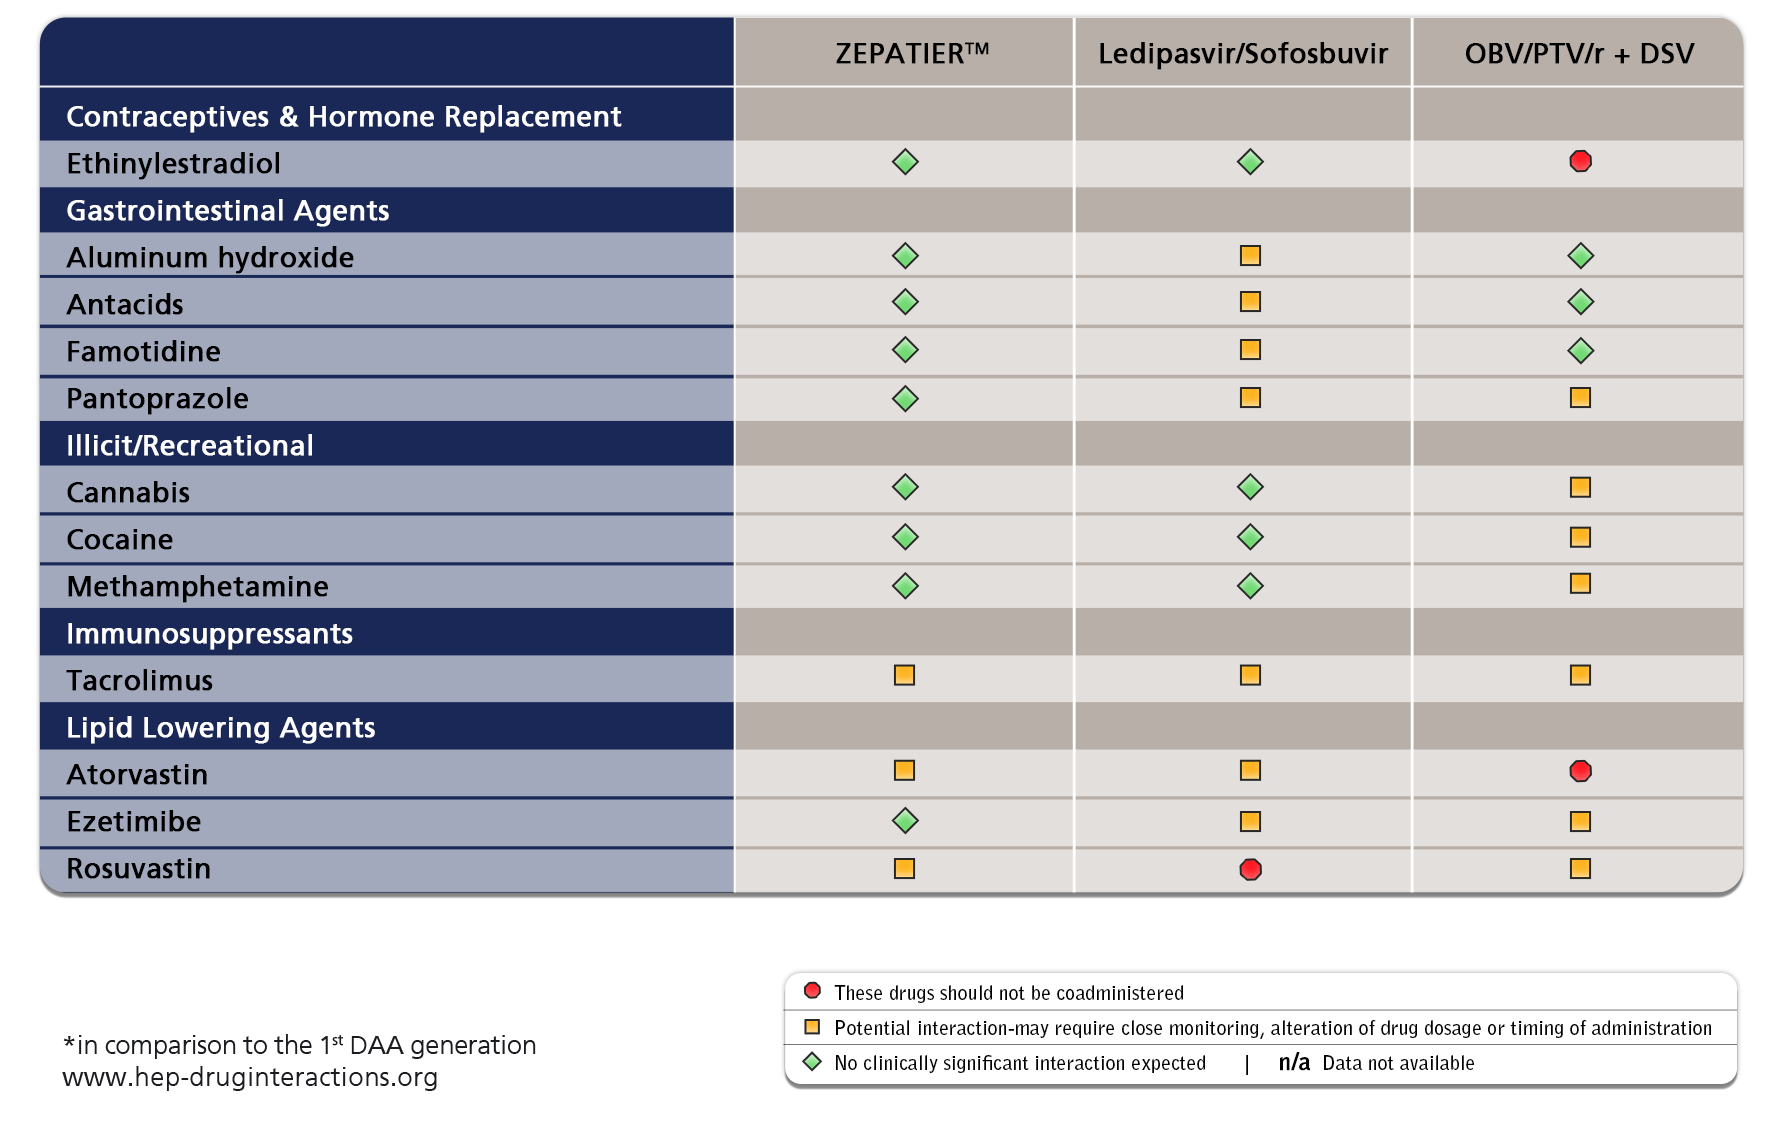 ZEPATIER™ Ledipasvir/Sofosbuvir OBV/PTV/r + DSV
Contraceptives & Hormone Replacement
Ethinylestradiol
Gastrointestinal Agents
Aluminum hydroxide
Antacids
Famotidine
Pantoprazole
Illicit/Recreational
Cannabis
Cocaine
Methamphetamine
Immunosuppressants
Tacrolimus
Lipid Lowering Agents
Atorvastin
Ezetimibe
Rosuvastin
These drugs should not be coadministered
Potential interaction-may require close monitoring, alteration of drug dosage or timing of administration
No clinically significant interaction expected | n/a Data not available
*in comparison to the 1st DAA generation
www.hep-druginteractions.org